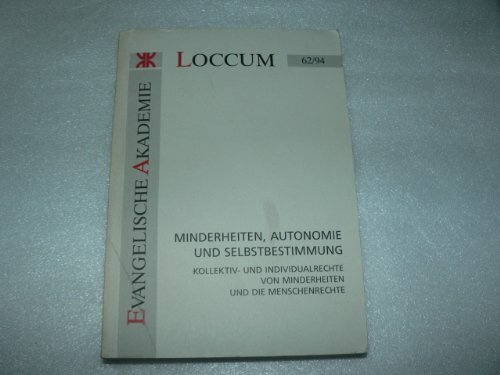 LOCCUM
62/94
EVANGELISCHE AKADEMIE
MINDERHEITEN, AUTONOMIE
UND SELBSTBESTIMMUNG
KOLLEKTIV- UND INDIVIDUALRECHTE
VON MINDERHEITEN
UND DIE MENSCHENRECHTE